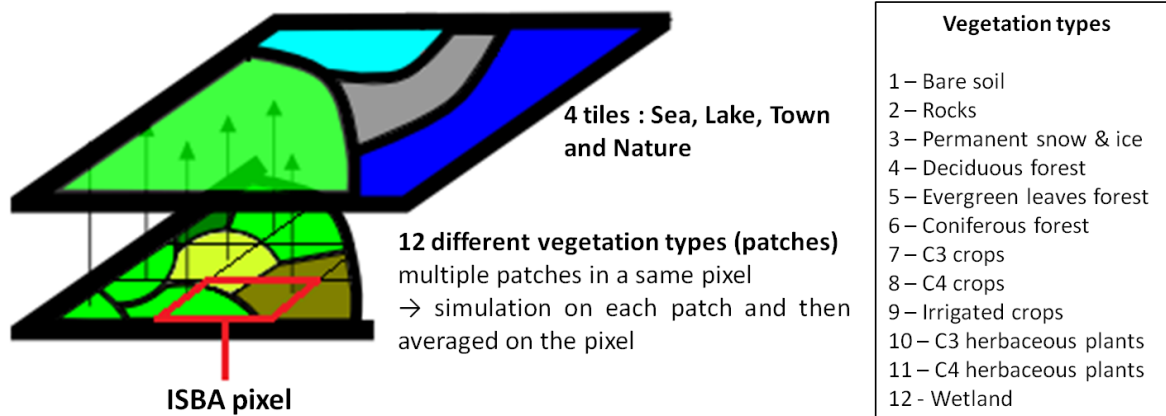 4 tiles : Sea, Lake, Town
and Nature
12 different vegetation types (patches)
multiple patches in a same pixel
→ simulation on each patch and then
averaged on the pixel
ISBA pixel
Vegetation types
1 – Bare soil
2 – Rocks
3 – Permanent snow & ice
4 – Deciduous forest
5 – Evergreen leaves forest
6 – Coniferous forest
7 – C3 crops
8 – C4 crops
9 – Irrigated crops
10 – C3 herbaceous plants
11 – C4 herbaceous plants
12 - Wetland